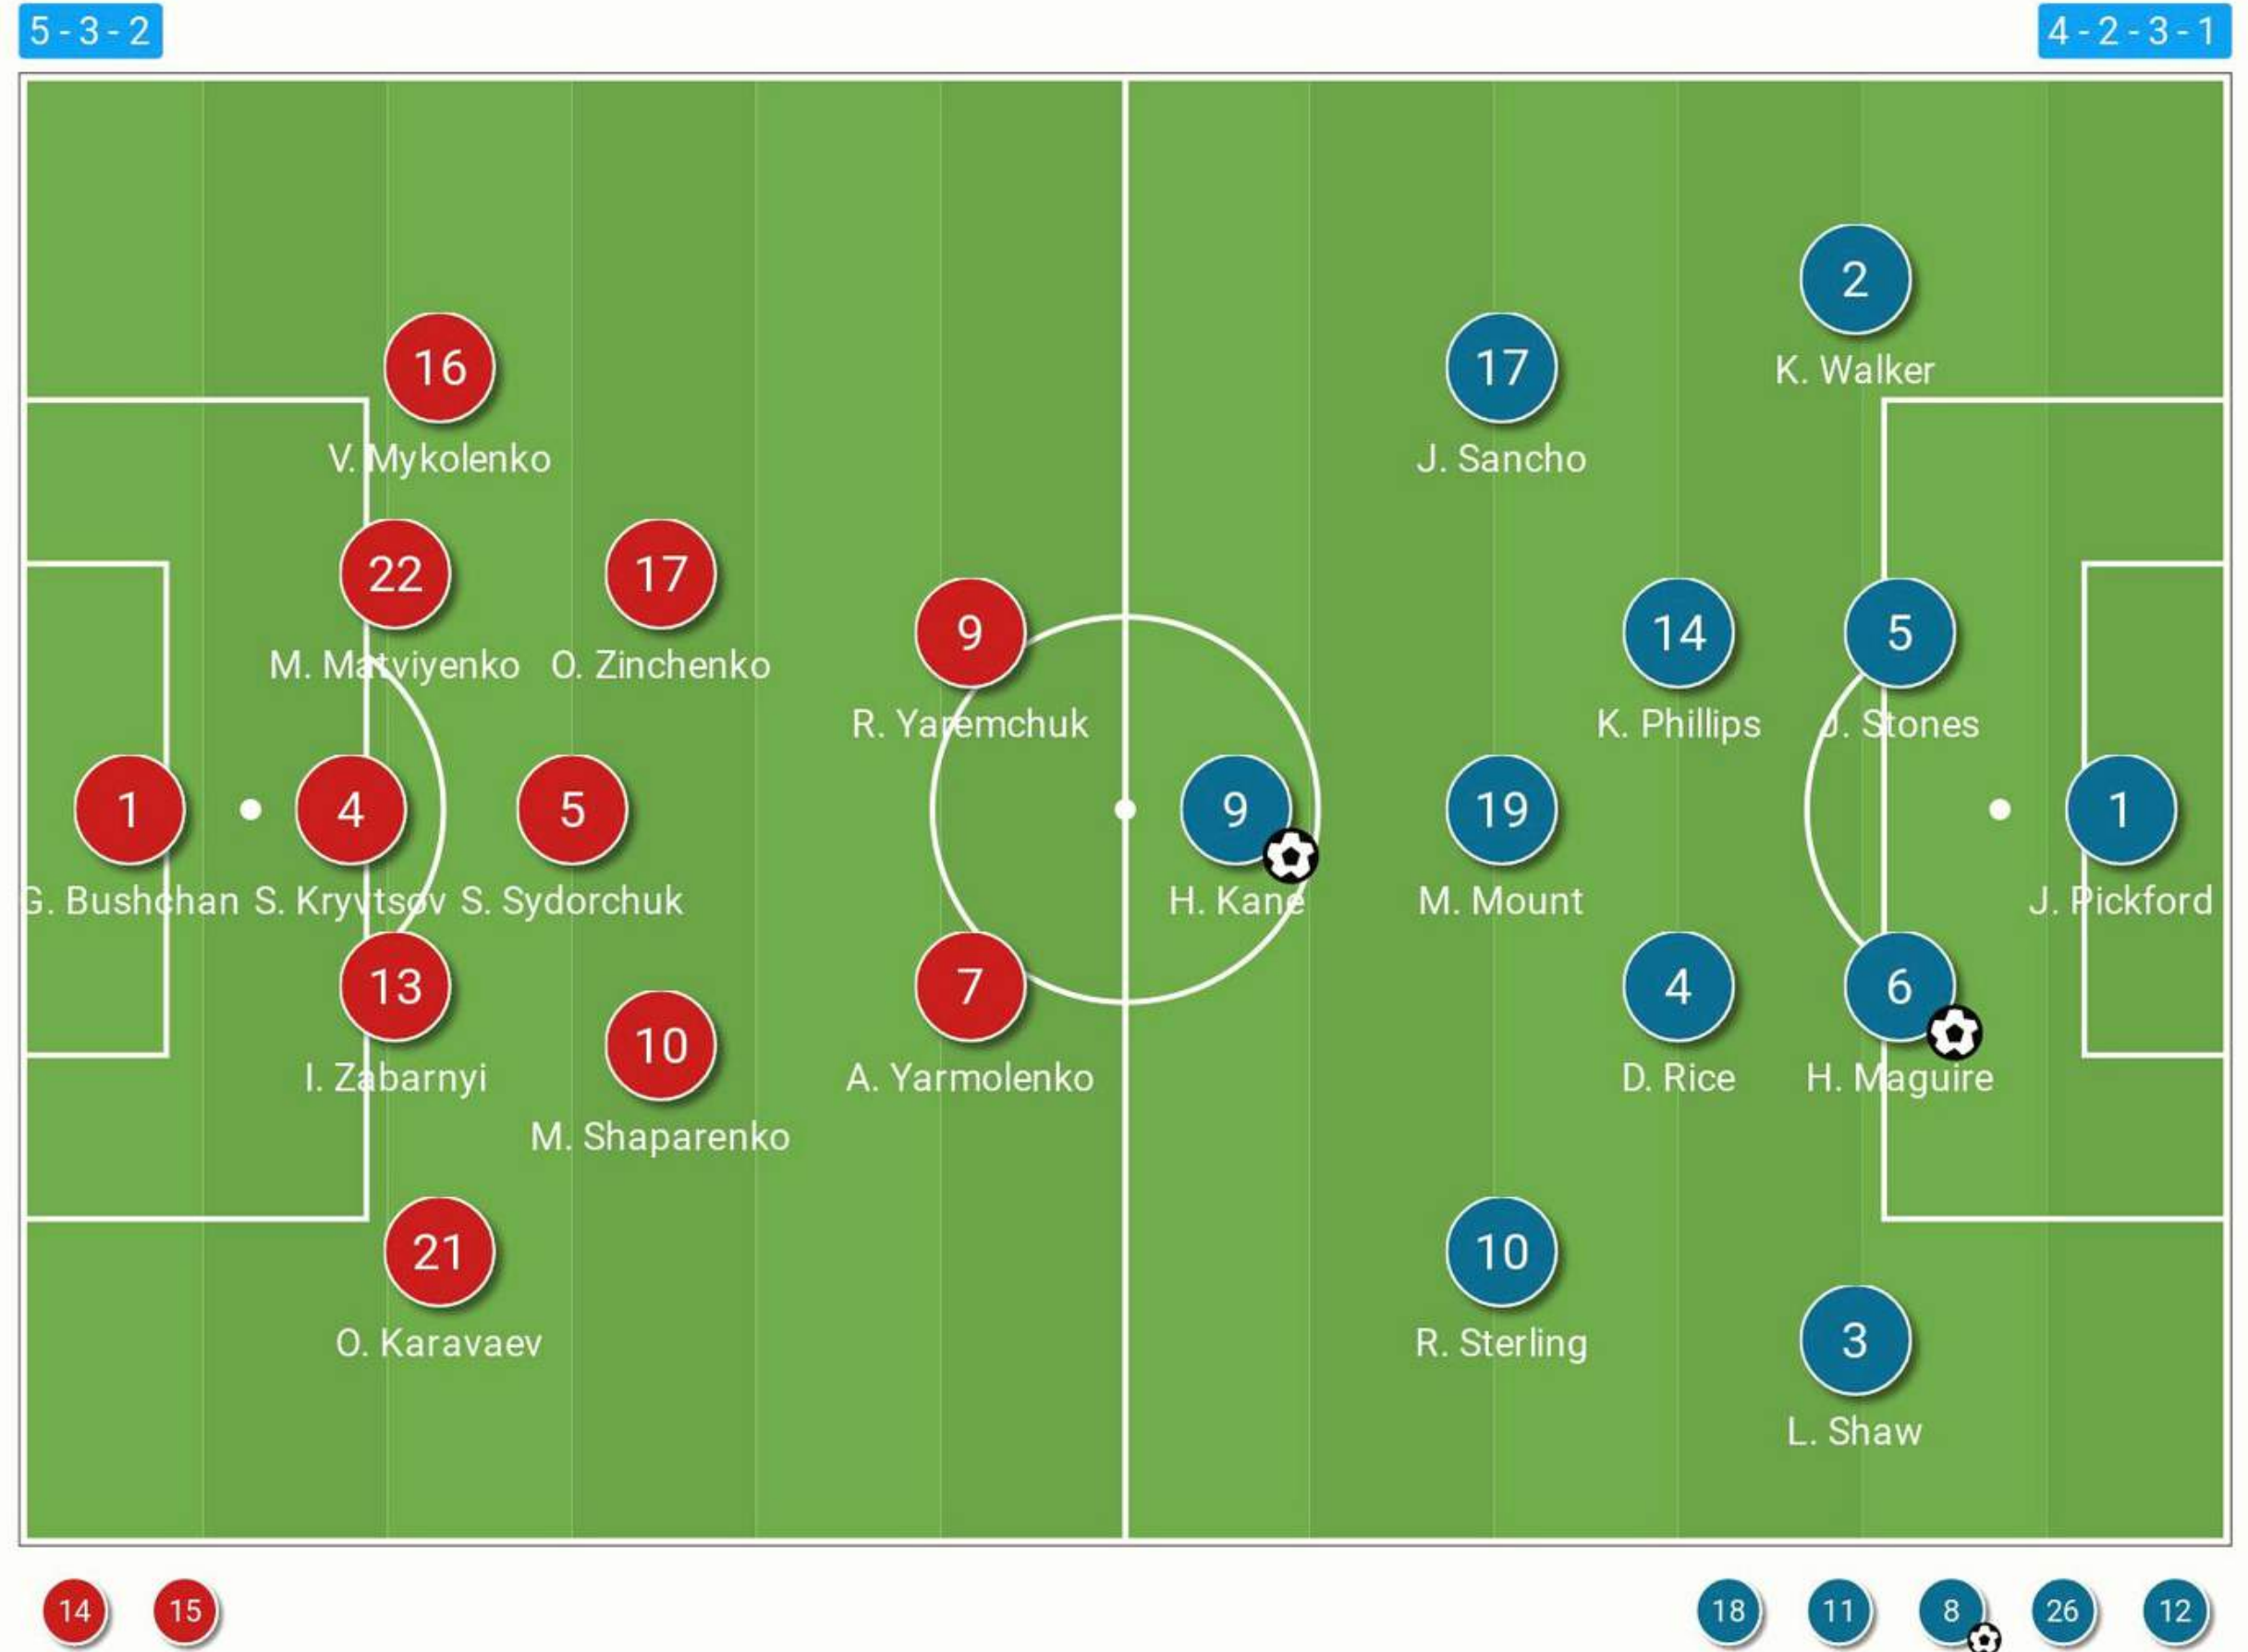 5 - 3 - 2
4 - 2 - 3 - 1
2
K. Walker
16
V. Mykolenko
17
J. Sancho
22
M. Matviyenko
17
O. Zinchenko
9
R. Yaremchuk
14
K. Phillips
5
J. Stones
1
G. Bushchan
4
S. Kryvtsov
5
S. Sydorchuk
9
H. Kane
19
M. Mount
1
J. Pickford
13
I. Zabarnyi
10
M. Shaparenko
7
A. Yarmolenko
4
D. Rice
6
H. Maguire
21
O. Karavaev
10
R. Sterling
3
L. Shaw
14
15
18
11
8
26
12